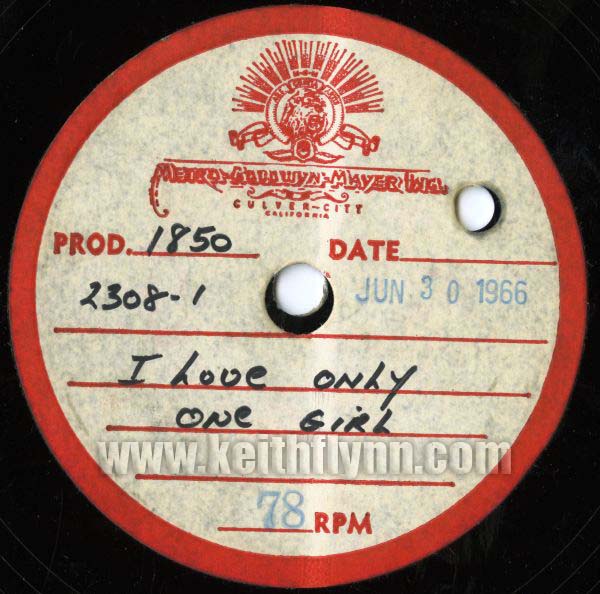 METRO-GOLDWYN-MAYER INC.
CULVER-CITY
CALIFORNIA
PROD. 1850 DATE
2308-1 JUN 30 1966
I LOVE ONLY
ONE GIRL
www.keithflynn.com
78 RPM